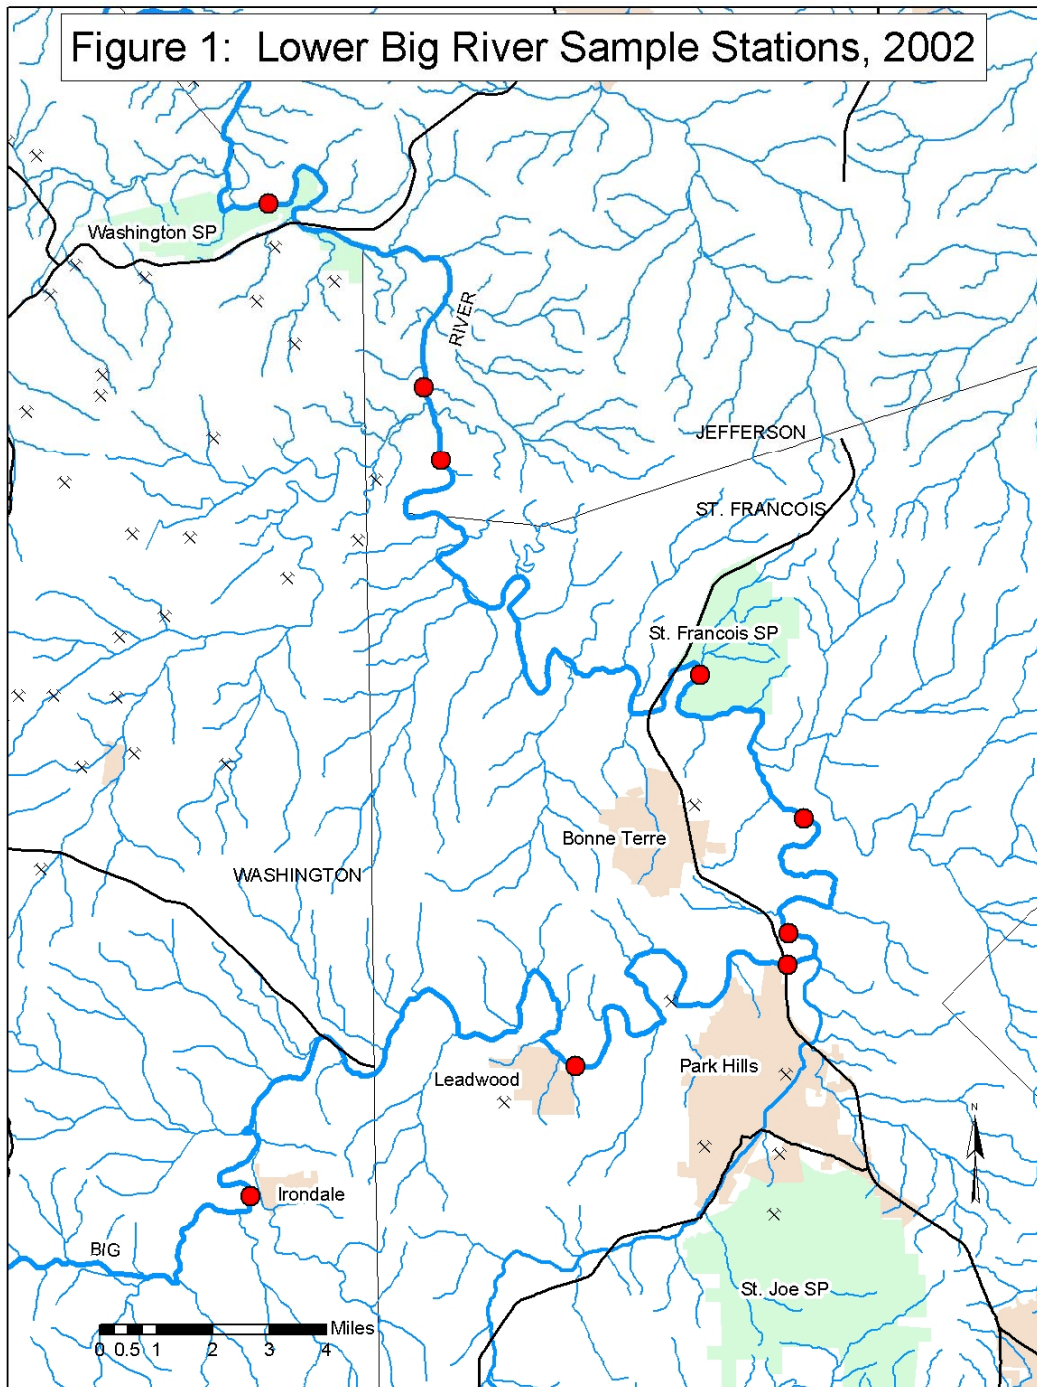 Figure 1: Lower Big River Sample Stations, 2002
Washington SP
RIVER
JEFFERSON
ST. FRANCOIS
St. Francois SP
Bonne Terre
WASHINGTON
Leadwood
Park Hills
N
Irondale
BIG
St. Joe SP
Miles
0 0.5 1 2 3 4